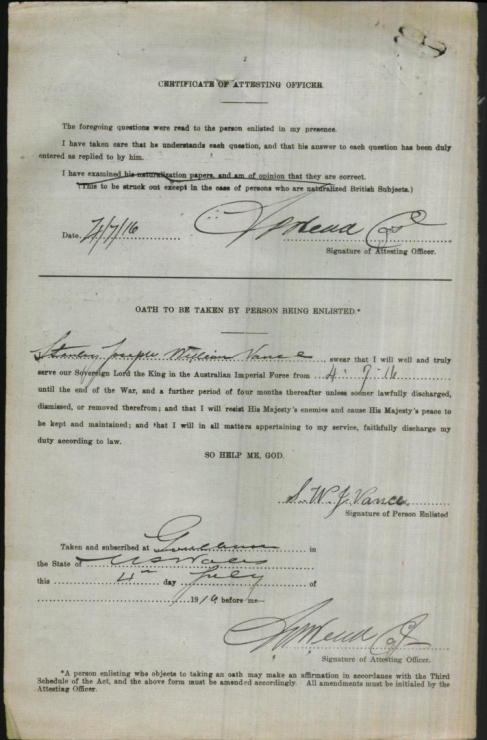 CERTIFICATE OF ATTESTING OFFICER.
The foregoing questions were read to the person enlisted in my presence.
I have taken care that he understands each question, and that his answer to each question has been duly
entered as replied to by him.
I have examined his naturalization papers, and am of opinion that they are correct.
(This to be struck out except in the case of persons who are naturalized British Subjects.)
Date 4/7/16
Signature of Attesting Officer.
OATH TO BE TAKEN BY PERSON BEING ENLISTED.*
Stanley Joseph William Vance, swear that I will well and truly
serve our Sovereign Lord the King in the Australian Imperial Force from 4. 7. 16
until the end of the War, and a further period of four months thereafter unless sooner lawfully discharged,
dismissed, or removed therefrom; and that I will resist His Majesty's enemies and cause His Majesty's peace to
be kept and maintained; and that I will in all matters appertaining to my service, faithfully discharge my
duty according to law.
SO HELP ME, GOD.
S. W. J. Vance
Signature of Person Enlisted
Taken and subscribed at Goulburn in
the State of N S Wales
this 4th day July of
1916 before me
Signature of Attesting Officer.
*A person enlisting who objects to taking an oath may make an affirmation in accordance with the Third
Schedule of the Act, and the above form must be amended accordingly. All amendments must be initialed by the
Attesting Officer.